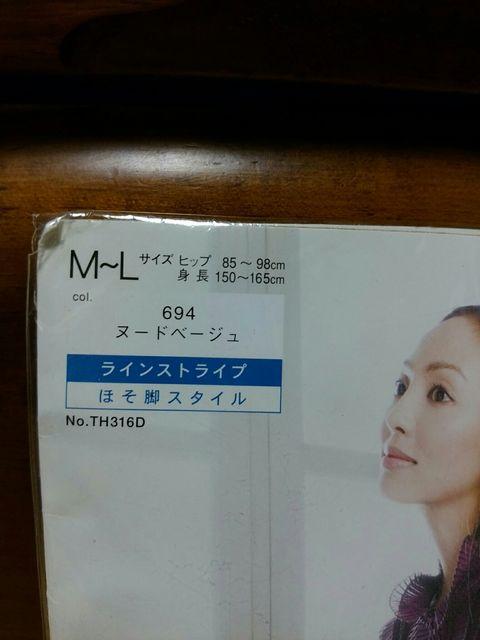 M~L サイズ ヒップ 85～98cm
身長 150～165cm
col.
694
ヌードベージュ
ラインストライプ
ほそ脚スタイル
No.TH316D